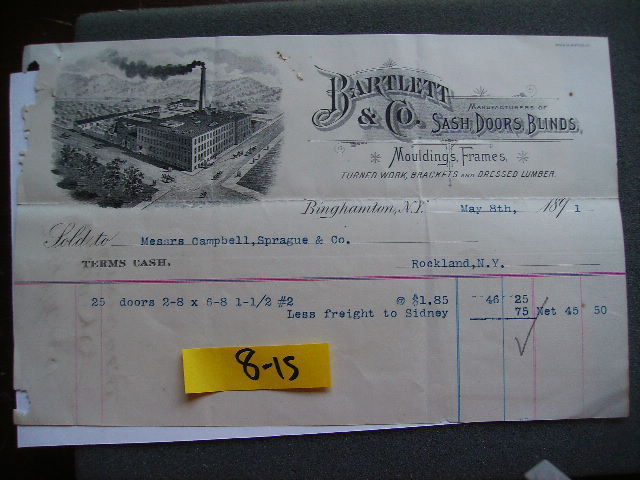 BARTLETT & CO.
MANUFACTURERS OF
SASH, DOORS, BLINDS,
Mouldings, Frames,
TURNED WORK, BRACKETS AND DRESSED LUMBER.
Binghamton, N.Y. May 8th, 1891
Sold to Messrs Campbell,Sprague & Co.
TERMS CASH. Rockland,N.Y.
25 doors 2-8 x 6-8 1-1/2 #2 @ $1.85 46 25
Less freight to Sidney 75 Net 45 50
8-15